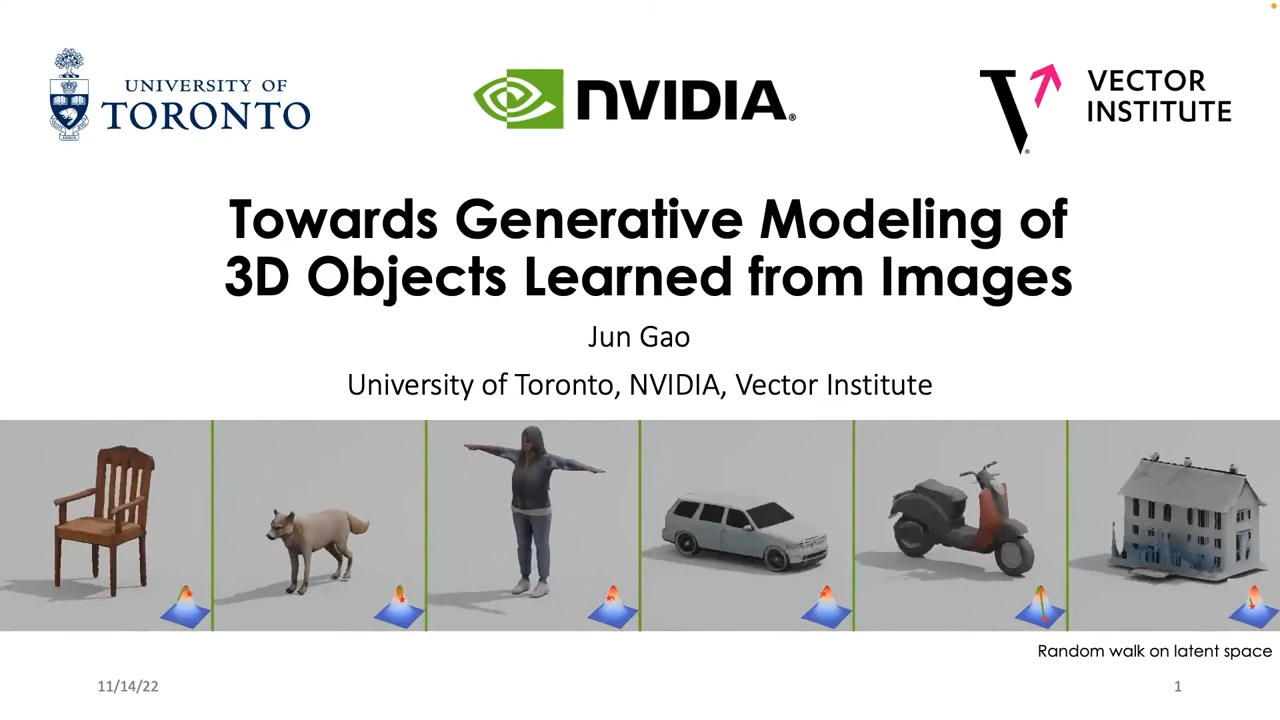 UNIVERSITY OF
TORONTO
NVIDIA®
VECTOR
INSTITUTE
Towards Generative Modeling of
3D Objects Learned from Images
Jun Gao
University of Toronto, NVIDIA, Vector Institute
Random walk on latent space
11/14/22
1